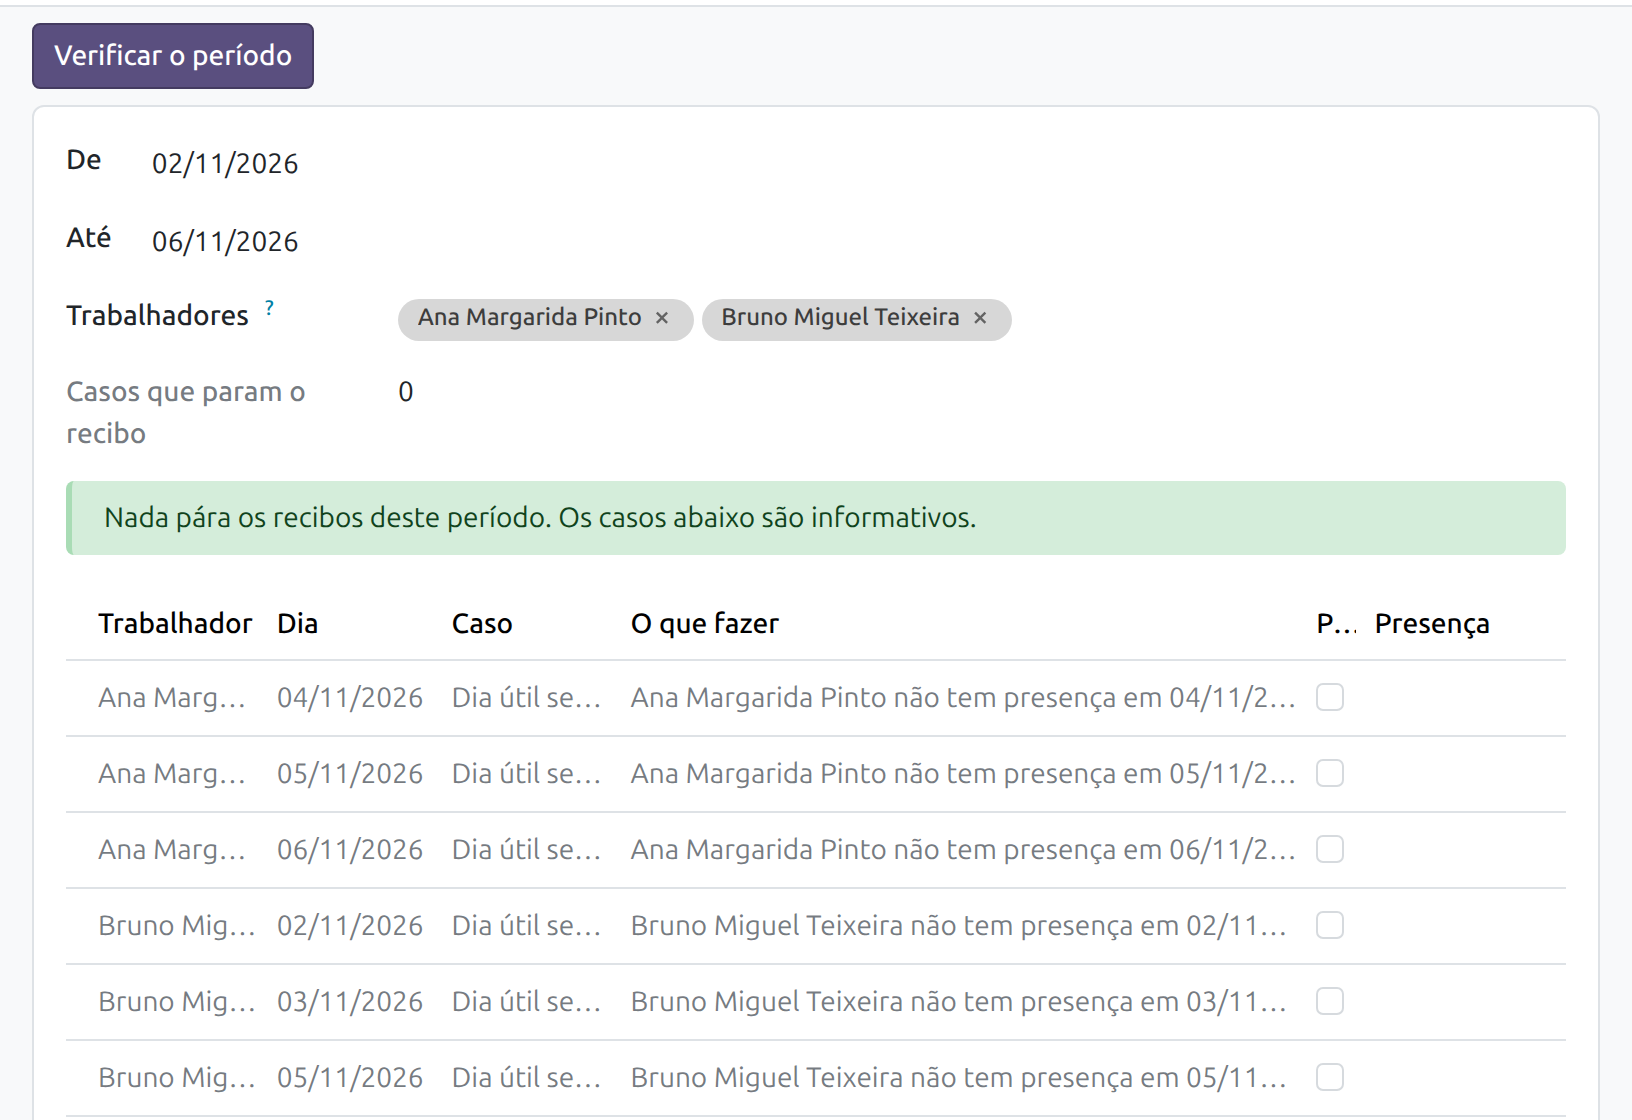 Verificar o período
De 02/11/2026
Até 06/11/2026
Trabalhadores ? Ana Margarida Pinto × Bruno Miguel Teixeira ×
Casos que param o 0
recibo
Nada pára os recibos deste período. Os casos abaixo são informativos.
Trabalhador Dia Caso O que fazer P... Presença
Ana Marg... 04/11/2026 Dia útil se... Ana Margarida Pinto não tem presença em 04/11/2...
Ana Marg... 05/11/2026 Dia útil se... Ana Margarida Pinto não tem presença em 05/11/2...
Ana Marg... 06/11/2026 Dia útil se... Ana Margarida Pinto não tem presença em 06/11/2...
Bruno Mig... 02/11/2026 Dia útil se... Bruno Miguel Teixeira não tem presença em 02/11...
Bruno Mig... 03/11/2026 Dia útil se... Bruno Miguel Teixeira não tem presença em 03/11...
Bruno Mig... 05/11/2026 Dia útil se... Bruno Miguel Teixeira não tem presença em 05/11...